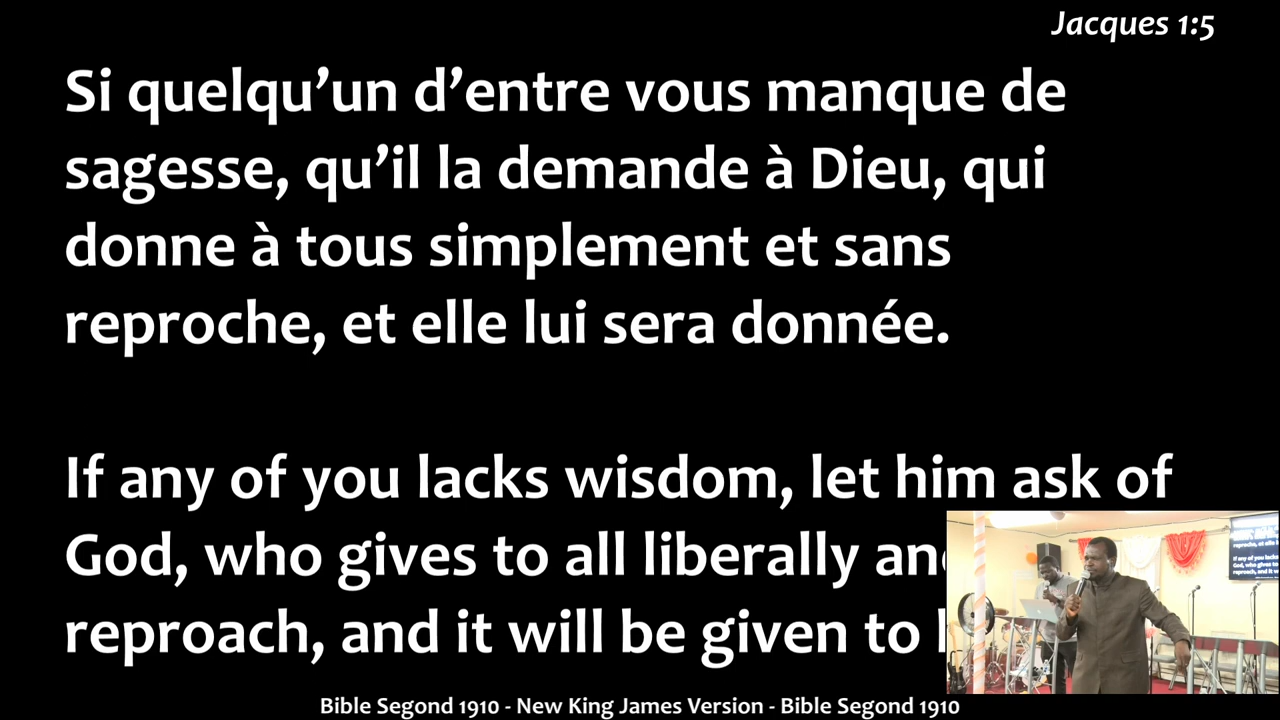 Jacques 1:5
Si quelqu’un d’entre vous manque de
sagesse, qu’il la demande à Dieu, qui
donne à tous simplement et sans
reproche, et elle lui sera donnée.
If any of you lacks wisdom, let him ask of
God, who gives to all liberally
reproach, and it will be given to
Bible Segond 1910 - New King James Version - Bible Segond 1910